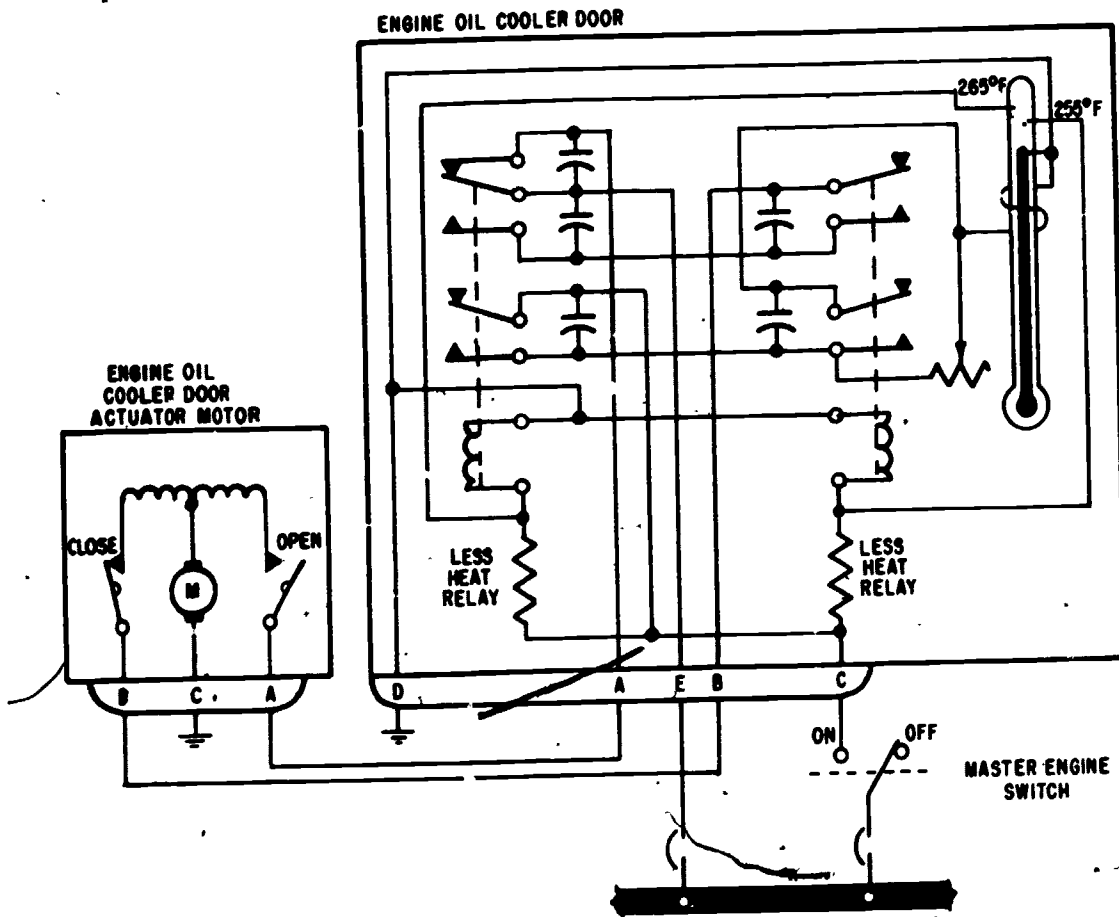 ENGINE OIL COOLER DOOR
265°F
255°F
ENGINE OIL
COOLER DOOR
ACTUATOR MOTOR
CLOSE
OPEN
M
LESS
HEAT
RELAY
LESS
HEAT
RELAY
B C A
D A E B C
ON
OFF
MASTER ENGINE
SWITCH